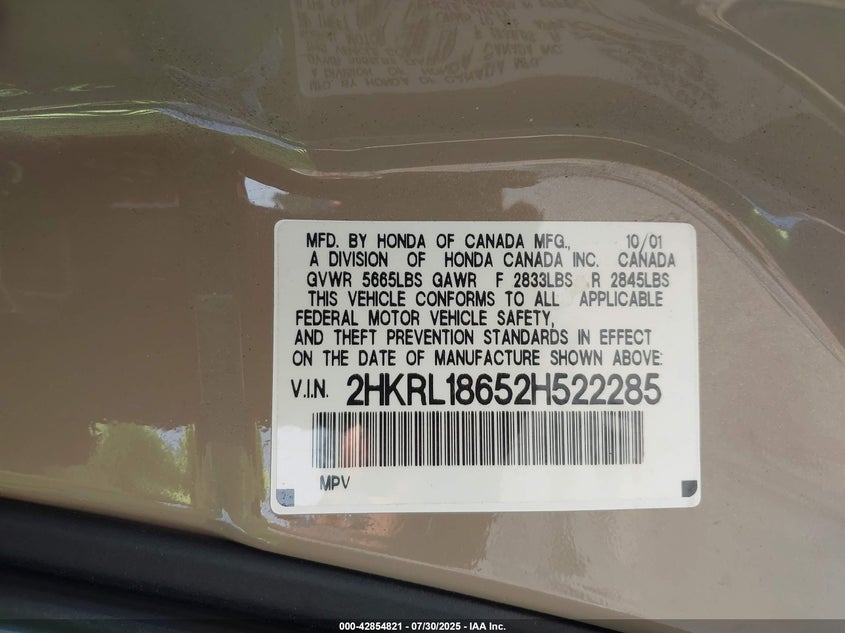 MFD. BY HONDA OF CANADA MFG., 10/01
A DIVISION OF HONDA CANADA INC. CANADA
GVWR 5665LBS GAWR F 2833LBS R 2845LBS
THIS VEHICLE CONFORMS TO ALL APPLICABLE
FEDERAL MOTOR VEHICLE SAFETY,
AND THEFT PREVENTION STANDARDS IN EFFECT
ON THE DATE OF MANUFACTURE SHOWN ABOVE:
V.I.N. 2HKRL18652H522285
MPV
000-42854821 - 07/30/2025 - IAA Inc.